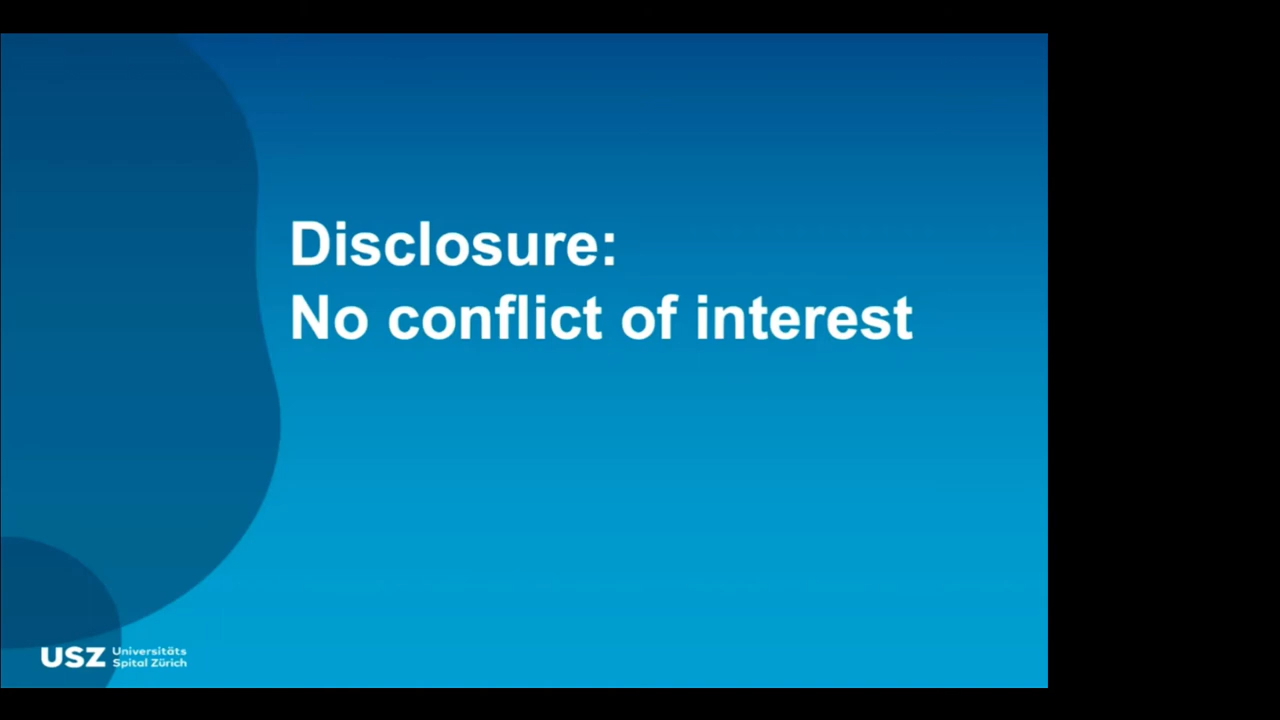 Disclosure:
No conflict of interest
USZ Universitäts
Spital Zürich